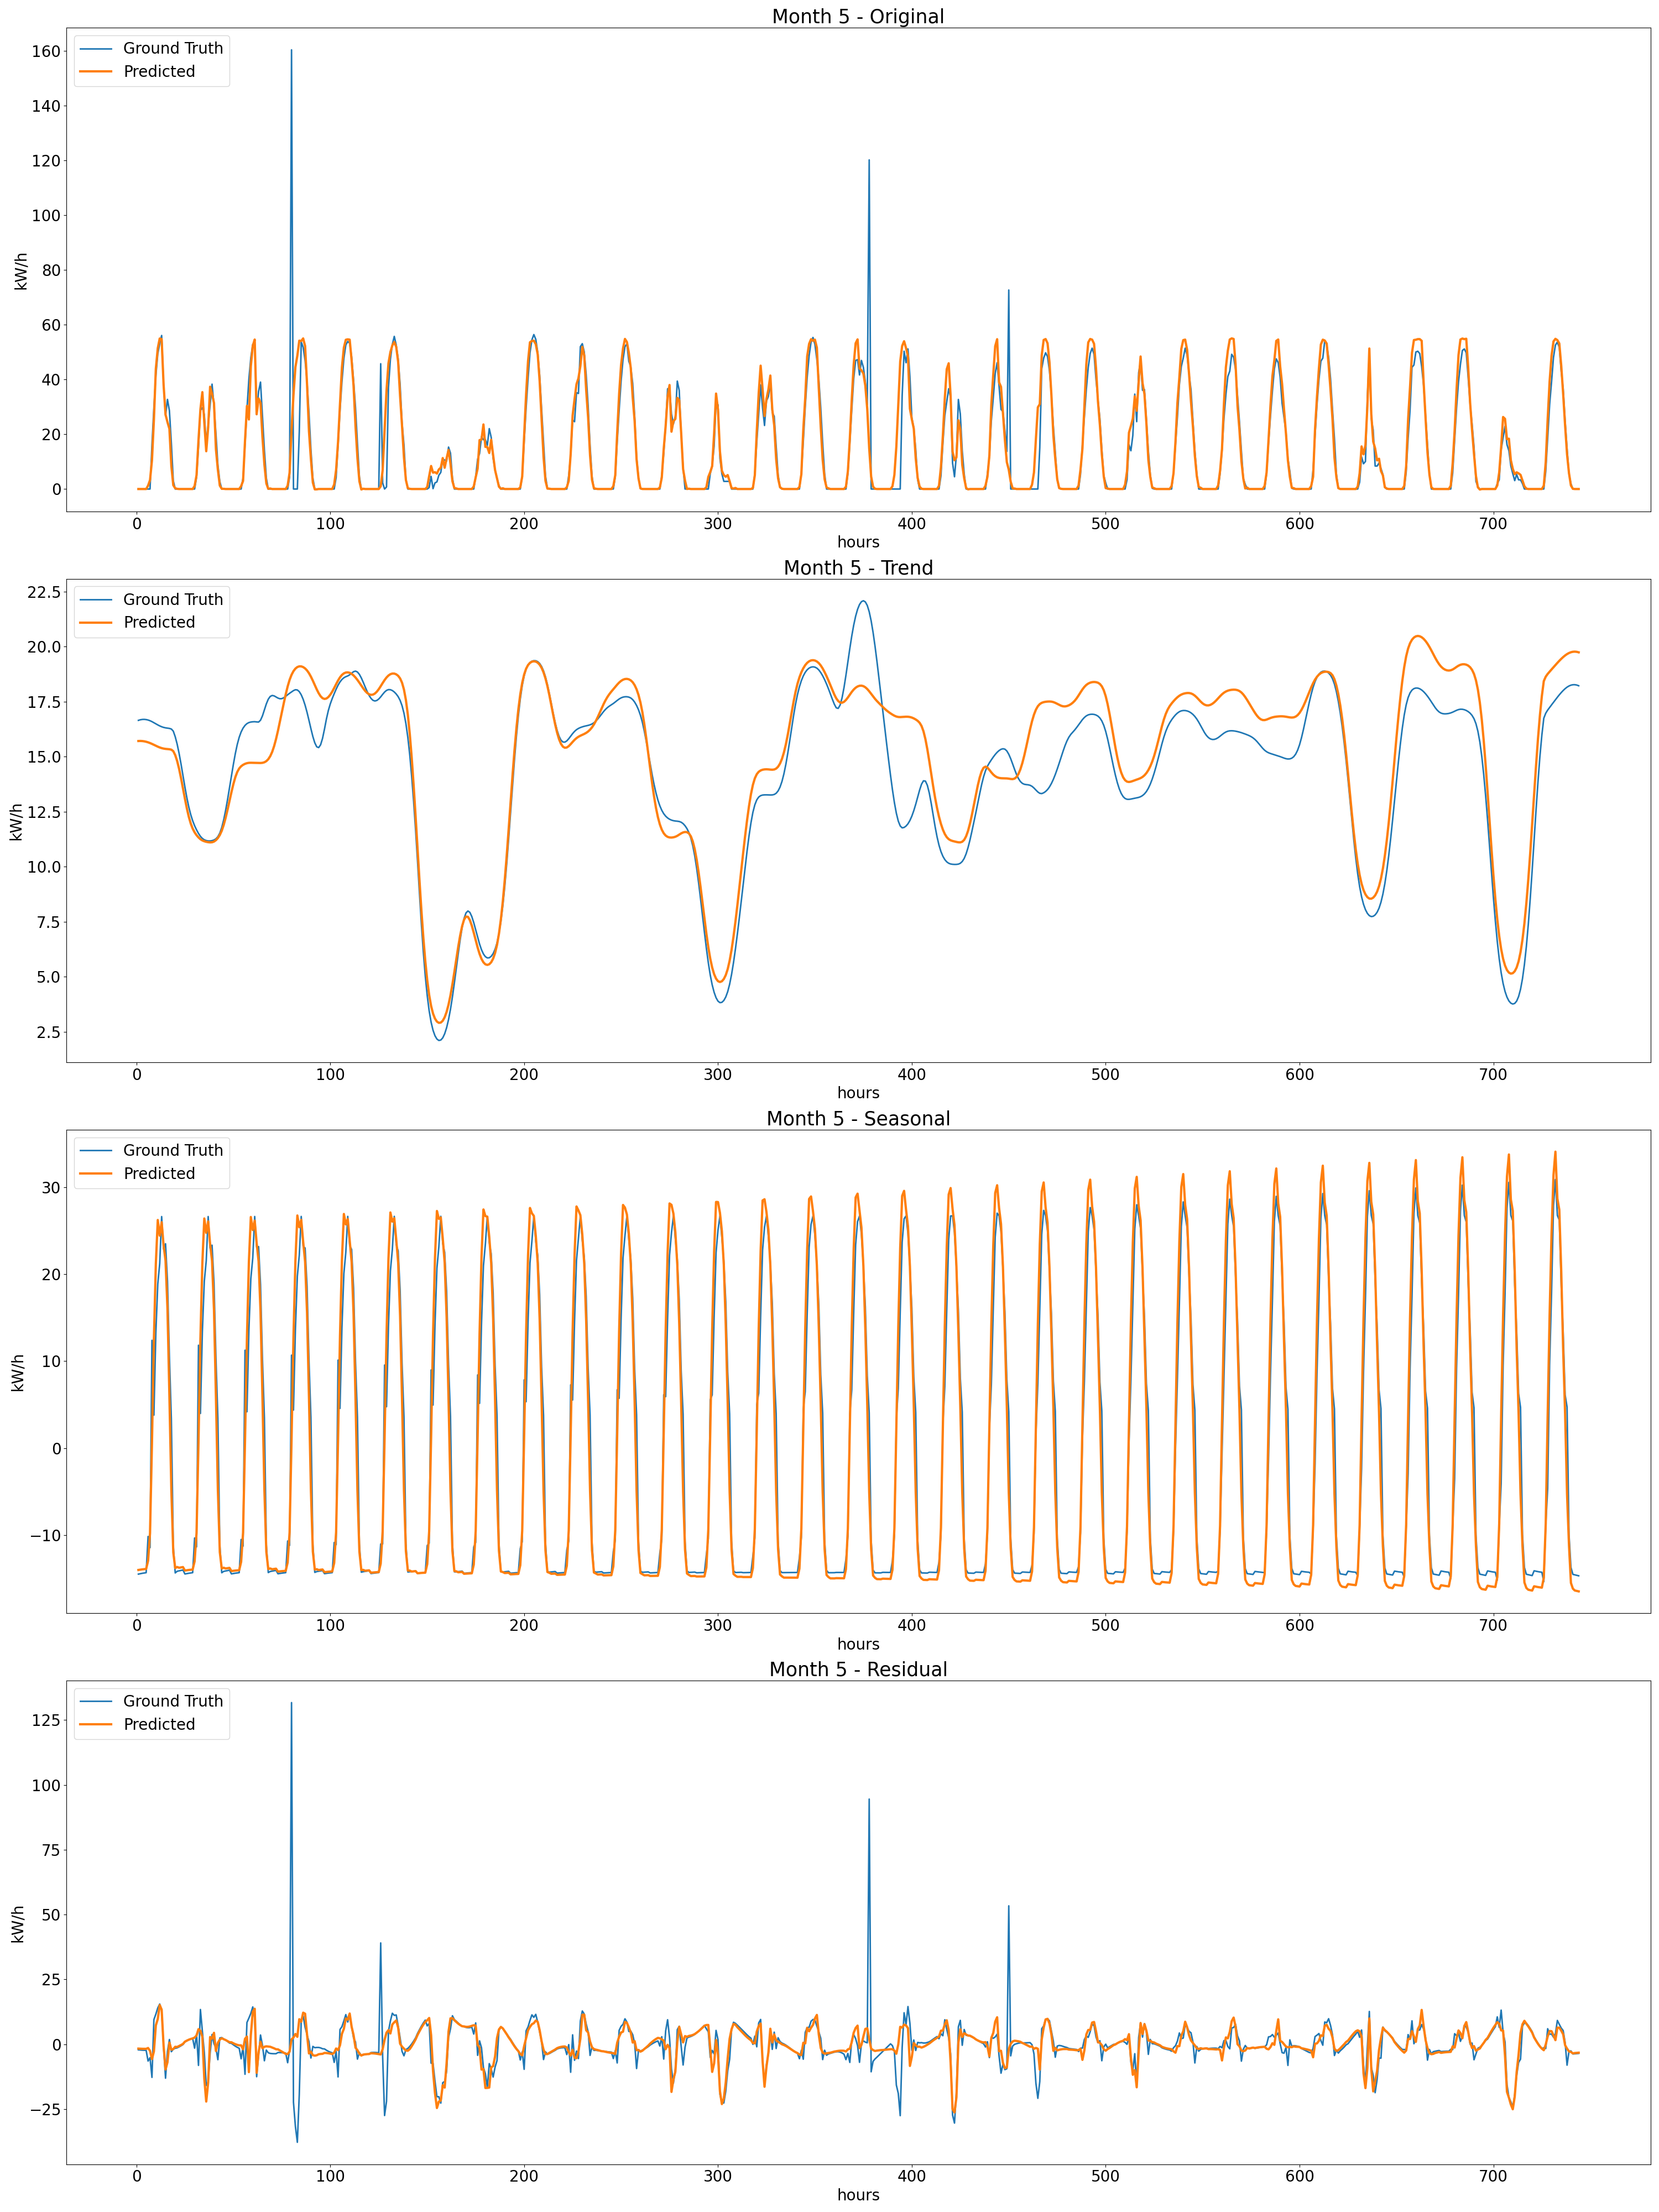 Month 5 - Original
Ground Truth
Predicted
160
140
120
100
80
60
40
20
0
kW/h
0 100 200 300 400 500 600 700
hours
Month 5 - Trend
Ground Truth
Predicted
22.5
20.0
17.5
15.0
12.5
10.0
7.5
5.0
2.5
kW/h
0 100 200 300 400 500 600 700
hours
Month 5 - Seasonal
Ground Truth
Predicted
30
20
10
0
−10
kW/h
0 100 200 300 400 500 600 700
hours
Month 5 - Residual
Ground Truth
Predicted
125
100
75
50
25
0
−25
kW/h
0 100 200 300 400 500 600 700
hours